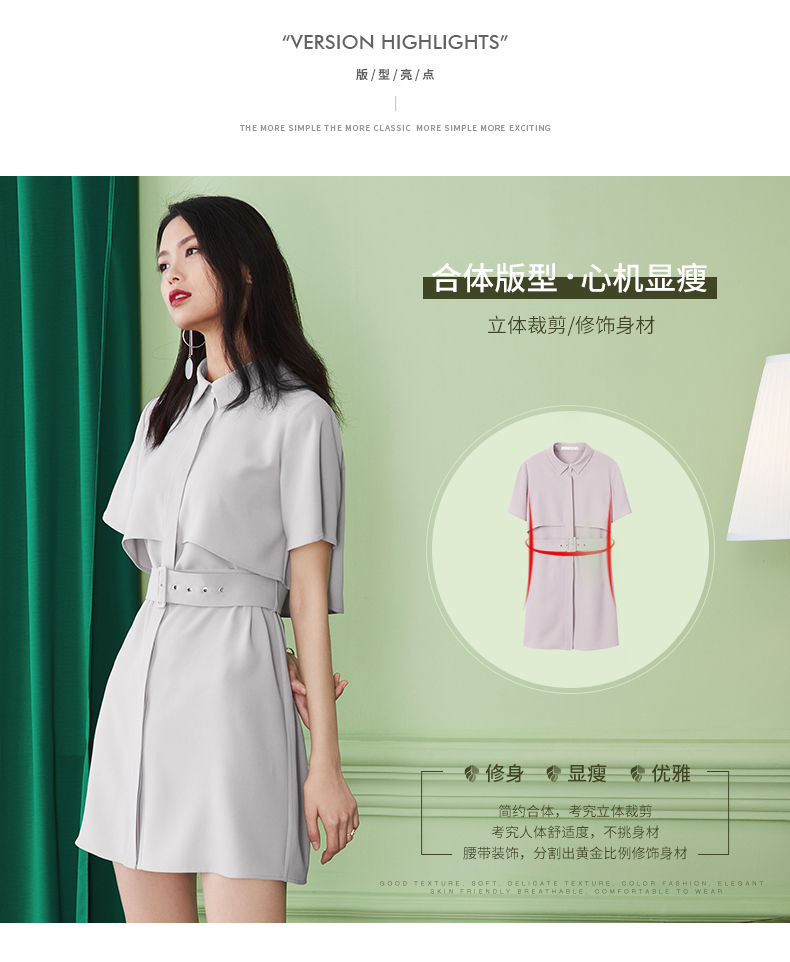 “VERSION HIGHLIGHTS”
版/型/亮/点
THE MORE SIMPLE THE MORE CLASSIC MORE SIMPLE MORE EXCITING
合体版型·心机显瘦
立体裁剪/修饰身材
修身 显瘦 优雅
简约合体，考究立体裁剪
考究人体舒适度，不挑身材
腰带装饰，分割出黄金比例修饰身材
GOOD TEXTURE, SOFT, DELICATE TEXTURE, COLOR FASHION, ELEGANT,
SKIN FRIENDLY BREATHABLE, COMFORTABLE TO WEAR